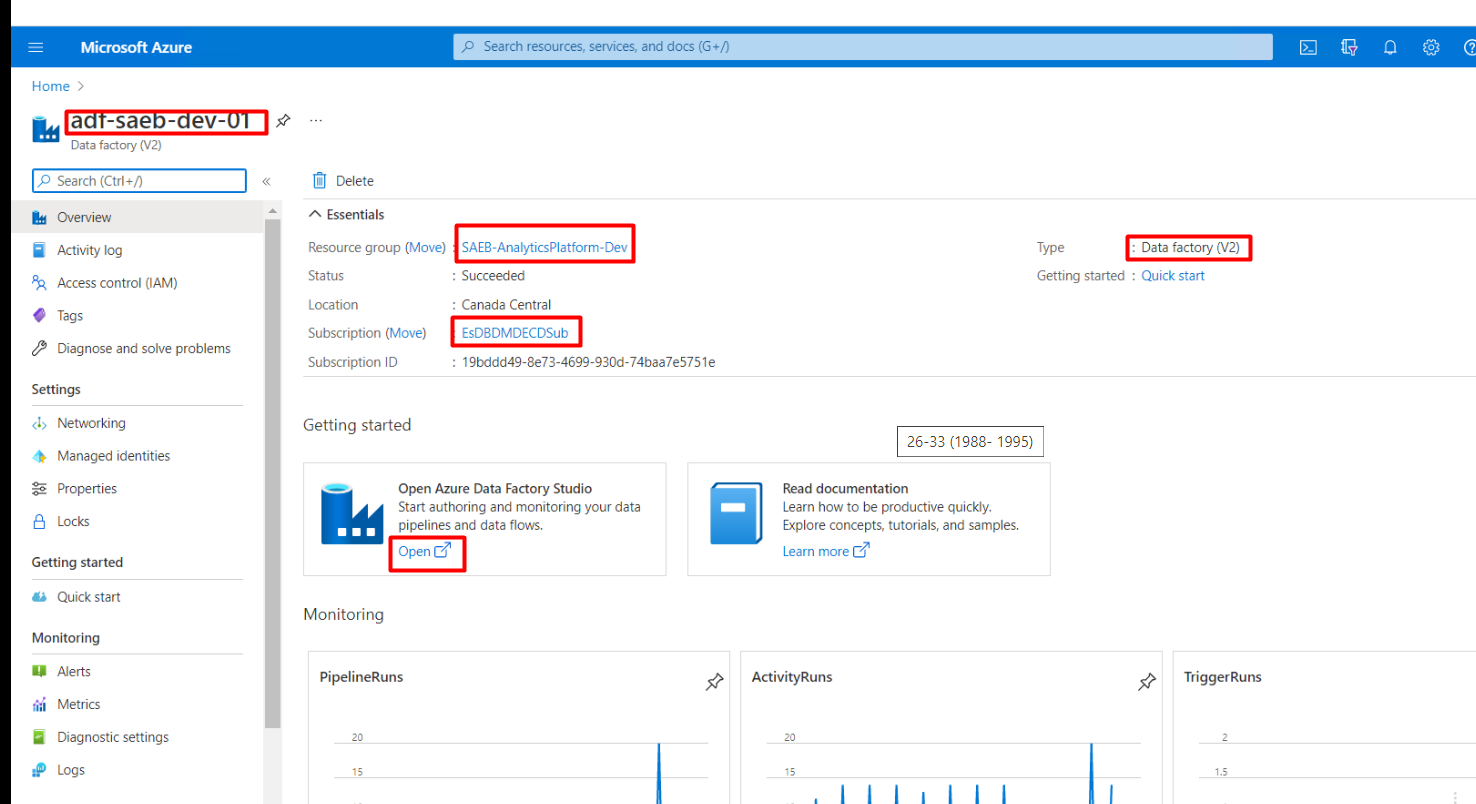 Microsoft Azure
Search resources, services, and docs (G+/)
Home >
adf-saeb-dev-01
...
Data factory (V2)
Search (Ctrl+/)
«
Delete
Overview
Activity log
Access control (IAM)
Tags
Diagnose and solve problems
Settings
Networking
Managed identities
Properties
Locks
Getting started
Quick start
Monitoring
Alerts
Metrics
Diagnostic settings
Logs
Essentials
Resource group (Move) : SAEB-AnalyticsPlatform-Dev
Status : Succeeded
Location : Canada Central
Subscription (Move) EsDBDMDECDSub
Subscription ID : 19bddd49-8e73-4699-930d-74baa7e5751e
Type : Data factory (V2)
Getting started : Quick start
Getting started
26-33 (1988- 1995)
Open Azure Data Factory Studio
Start authoring and monitoring your data
pipelines and data flows.
Open
Read documentation
Learn how to be productive quickly.
Explore concepts, tutorials, and samples.
Learn more
Monitoring
PipelineRuns
20
15
ActivityRuns
20
15
TriggerRuns
2
1.5